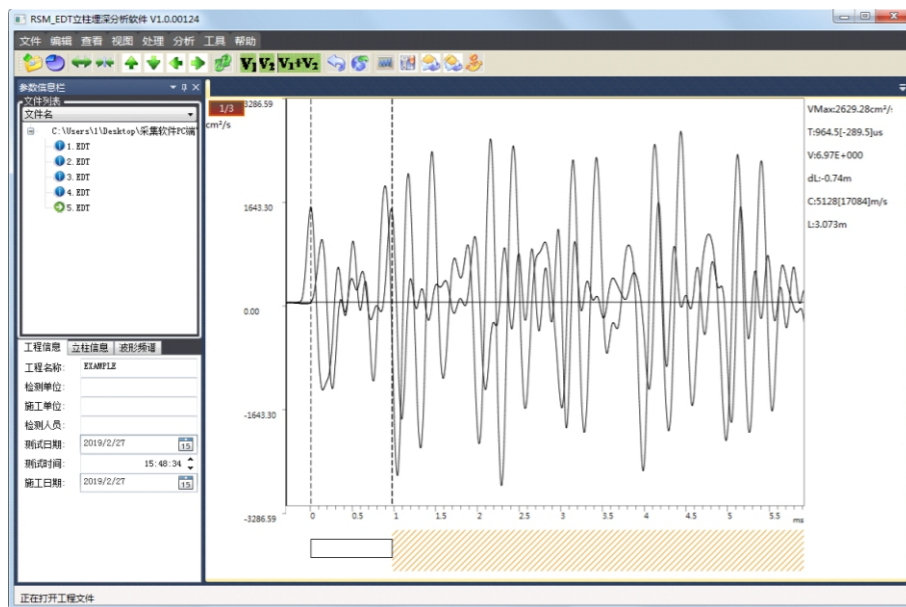 RSM_EDT立柱埋深分析软件 V1.0.00124
文件 编辑 查看 视图 处理 分析 工具 帮助
V₁ V₂ V₁+V₂
参数信息栏
文件列表
文件名
C:\Users\1\Desktop\采集软件PC端
1.EDT
2.EDT
3.EDT
4.EDT
5.EDT
工程信息 立柱信息 波形频谱
工程名称: EXAMPLE
检测单位:
施工单位:
检测人员:
测试日期: 2019/2/27 15
测试时间: 15:48:34
施工日期: 2019/2/27 15
1/3
3286.59
cm²/s
1643.30
0.00
-1643.30
-3286.59
0 0.5 1 1.5 2 2.5 3 3.5 4 4.5 5 5.5 ms
VMax:2629.28cm²/s
T:964.5[-289.5]us
V:6.97E+000
dL:-0.74m
C:5128[17084]m/s
L:3.073m
正在打开工程文件